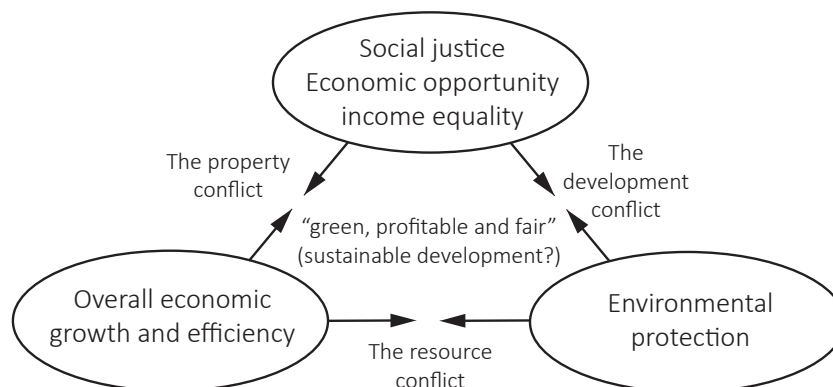 Social justice
Economic opportunity
income equality
The property
conflict
The
development
conflict
“green, profitable and fair”
(sustainable development?)
Overall economic
growth and efficiency
Environmental
protection
The resource
conflict